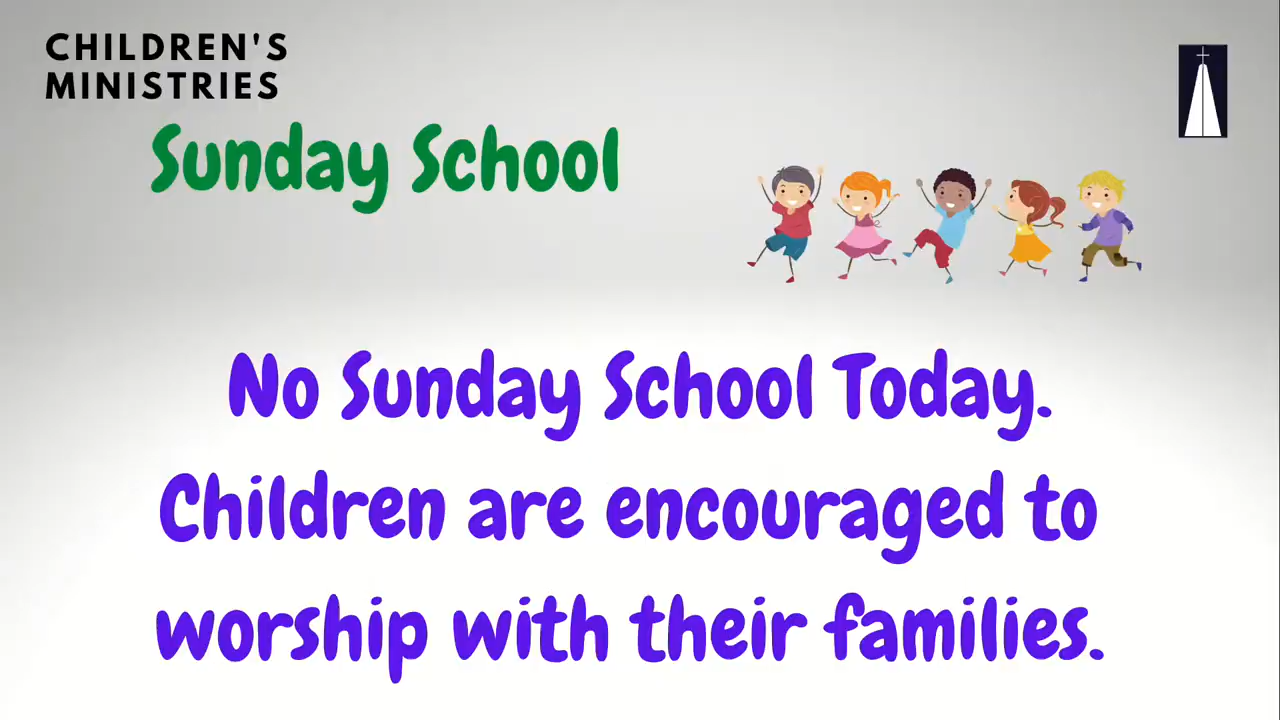 CHILDREN'S
MINISTRIES
Sunday School
No Sunday School Today.
Children are encouraged to
worship with their families.